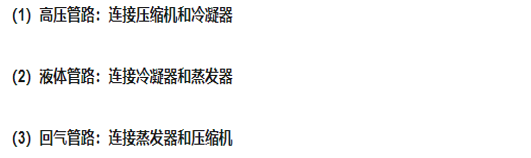 (1) 高压管路：连接压缩机和冷凝器
(2) 液体管路：连接冷凝器和蒸发器
(3) 回气管路：连接蒸发器和压缩机